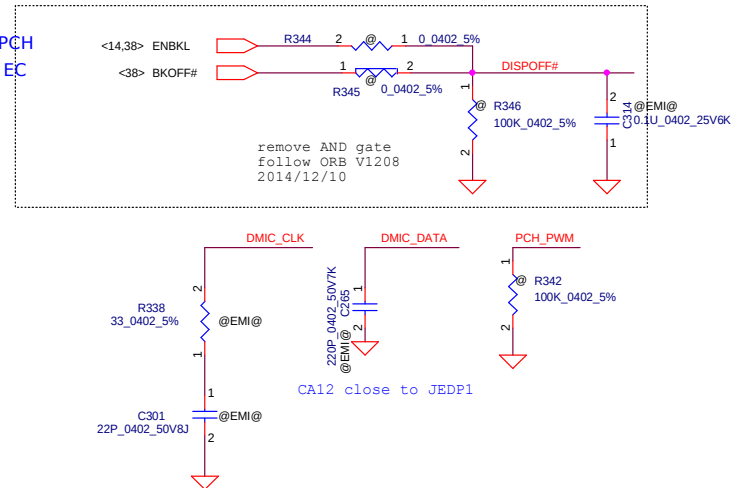 PCH
<14,38> ENBKL
R344
2
@
1
0_0402_5%
EC
<38> BKOFF#
1
@
2
DISPOFF#
R345
0_0402_5%
1
@
R346
100K_0402_5%
2
2
@EMI@
C314
0.1U_0402_25V6K
1
remove AND gate
follow ORB V1208
2014/12/10
DMIC_CLK
DMIC_DATA
PCH_PWM
2
R338
33_0402_5%
@EMI@
1
1
C301
22P_0402_50V8J
@EMI@
2
220P_0402_50V7K
C265
@EMI@
1
2
1
@
R342
100K_0402_5%
2
CA12 close to JEDP1